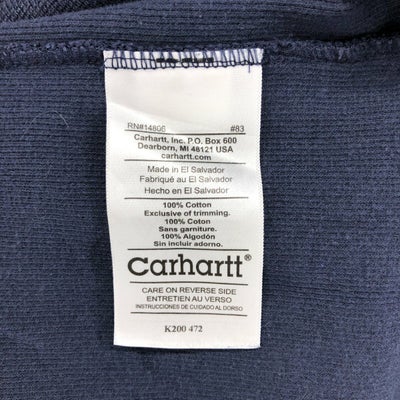 RN#14806 #83
Carhartt, Inc. P.O. Box 600
Dearborn, MI 48121 USA
carhartt.com
Made in El Salvador
Fabriqué au El Salvador
Hecho en El Salvador
100% Cotton
Exclusive of trimming.
100% Cotton
Sans garniture.
100% Algodón
Sin incluir adorno.
Carhartt®
CARE ON REVERSE SIDE
ENTRETIEN AU VERSO
INSTRUCCIONES DE CUIDADO AL DORSO
K200 472